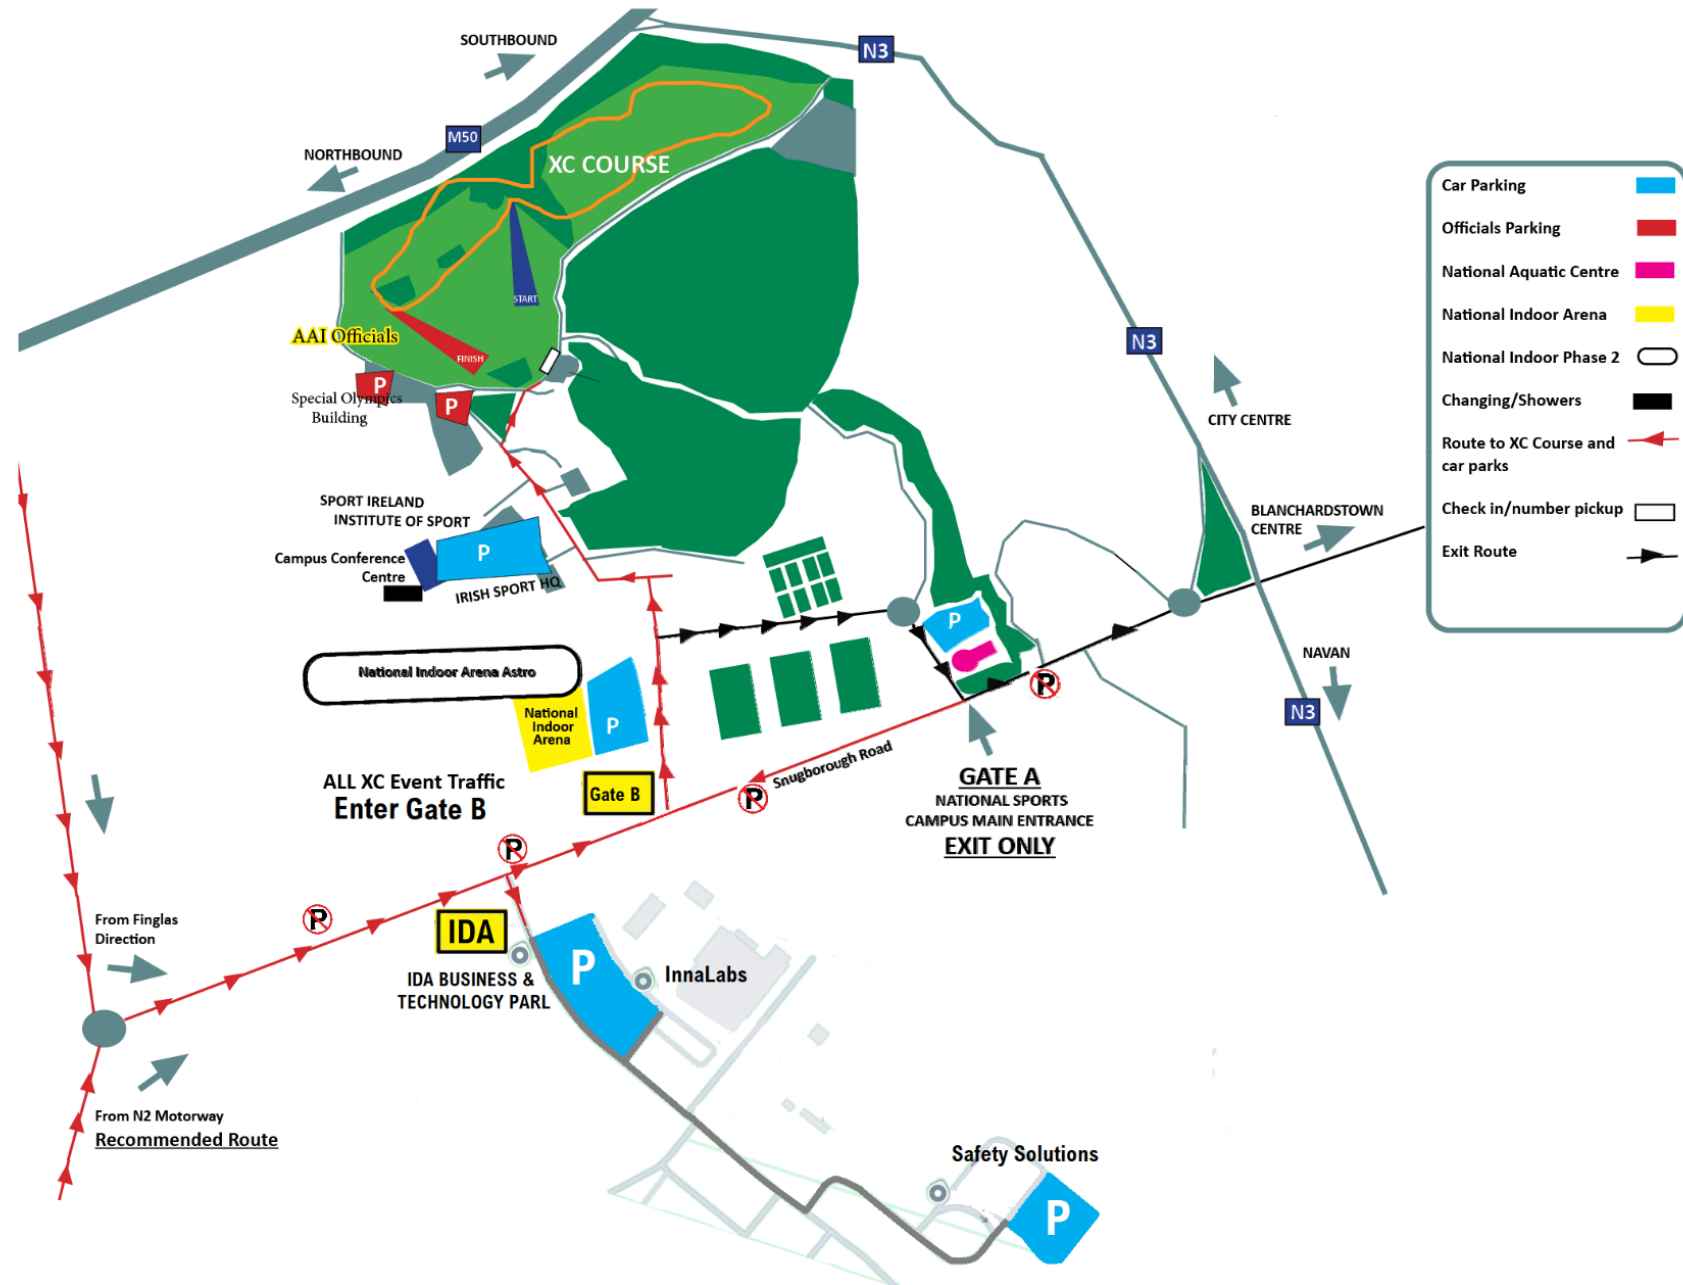 SOUTHBOUND
N3
M50
NORTHBOUND
XC COURSE
START
AAI Officials
FINISH
P
Special Olympics
Building
P
N3
CITY CENTRE
SPORT IRELAND
INSTITUTE OF SPORT
Campus Conference
Centre
P
IRISH SPORT HQ
BLANCHARDSTOWN
CENTRE
P
NAVAN
N3
National Indoor Arena Astro
National
Indoor
Arena
P
P
ALL XC Event Traffic
Enter Gate B
Gate B
P
Snugborough Road
GATE A
NATIONAL SPORTS
CAMPUS MAIN ENTRANCE
EXIT ONLY
P
P
From Finglas
Direction
IDA
IDA BUSINESS &
TECHNOLOGY PARL
P
InnaLabs
From N2 Motorway
Recommended Route
Safety Solutions
P
Car Parking
Officials Parking
National Aquatic Centre
National Indoor Arena
National Indoor Phase 2
Changing/Showers
Route to XC Course and
car parks
Check in/number pickup
Exit Route